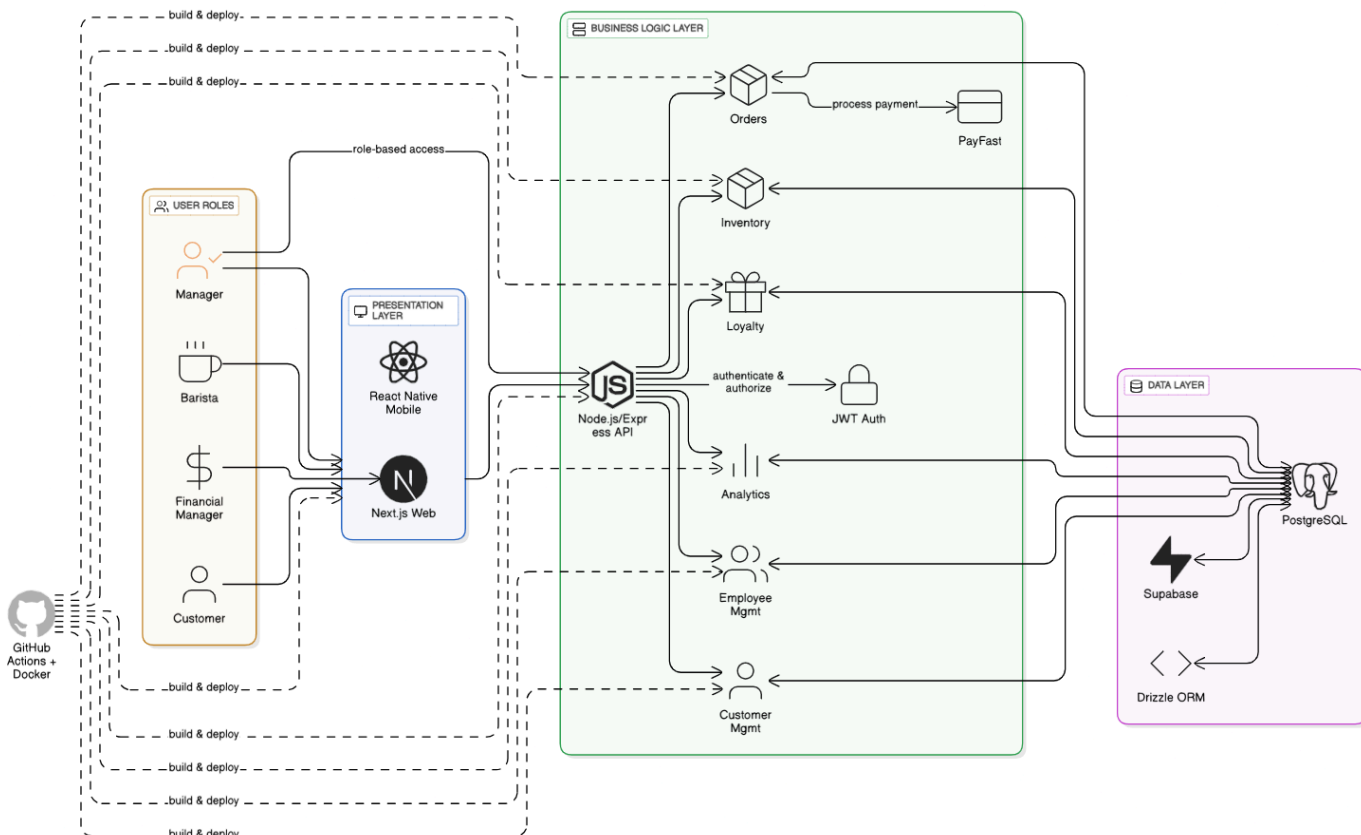 build & deploy
build & deploy
build & deploy
BUSINESS LOGIC LAYER
Orders
process payment
PayFast
role-based access
USER ROLES
Inventory
Manager
PRESENTATION
LAYER
Loyalty
React Native
Mobile
Barista
authenticate &
authorize
Node.js/Expr
ess API
JWT Auth
DATA LAYER
Financial
Manager
Next.js Web
Analytics
PostgreSQL
Customer
Employee
Mgmt
Supabase
GitHub
Actions +
Docker
build & deploy
Drizzle ORM
Customer
Mgmt
build & deploy
build & deploy
build & deploy
build & deploy